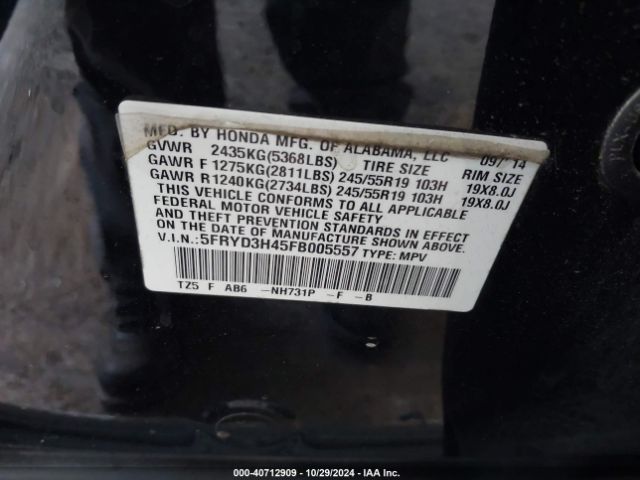 MFD. BY HONDA MFG. OF ALABAMA, LLC 09/'14
GVWR 2435KG(5368LBS) TIRE SIZE RIM SIZE
GAWR F 1275KG(2811LBS) 245/55R19 103H 19X8.0J
GAWR R1240KG(2734LBS) 245/55R19 103H 19X8.0J
THIS VEHICLE CONFORMS TO ALL APPLICABLE
FEDERAL MOTOR VEHICLE SAFETY
AND THEFT PREVENTION STANDARDS IN EFFECT
ON THE DATE OF MANUFACTURE SHOWN ABOVE.
V.I.N.:5FRYD3H45FB005557 TYPE: MPV
TZ5 F AB6 -NH731P -F -B
000-40712909 | 10/29/2024 | IAA Inc.